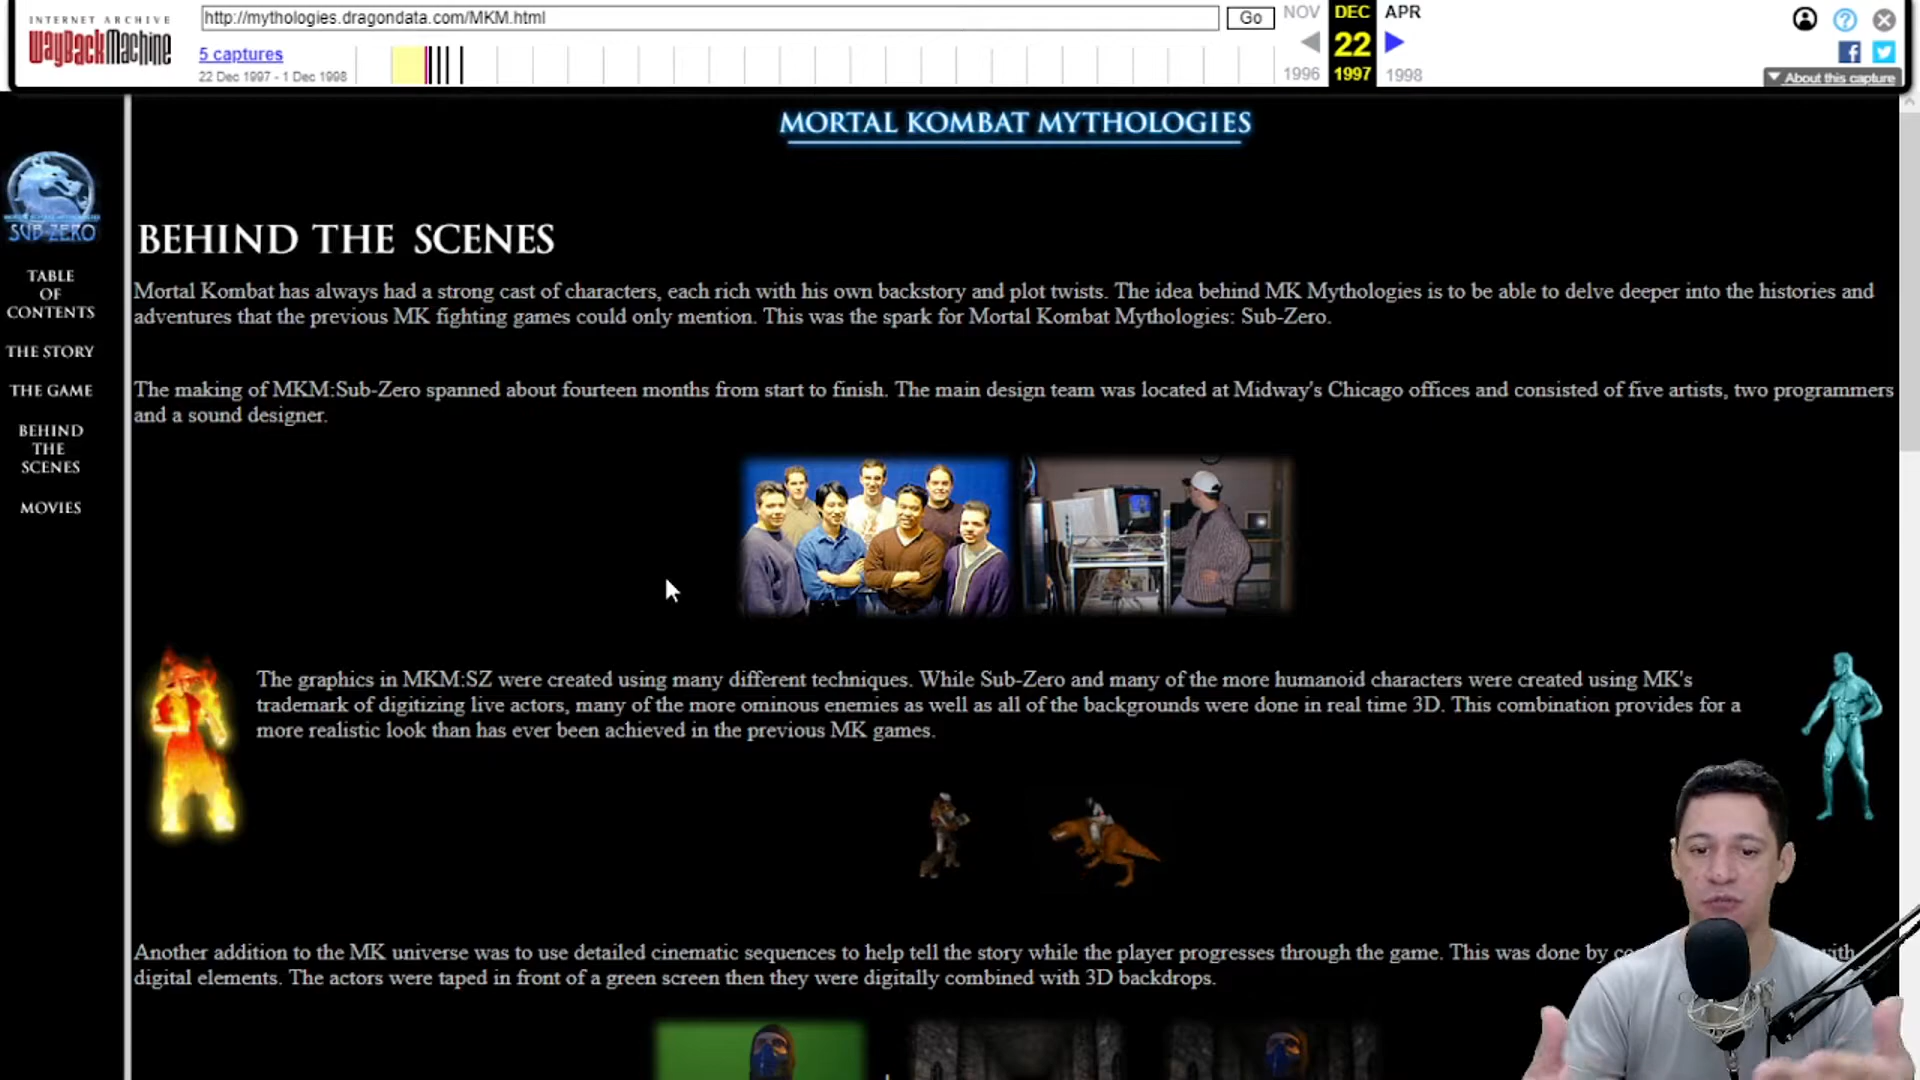 INTERNET ARCHIVE
WayBackMachine
http://mythologies.dragondata.com/MKM.html
Go
NOV
DEC
APR
5 captures
22
22 Dec 1997 - 1 Dec 1998
1996
1997
1998
About this capture
MORTAL KOMBAT MYTHOLOGIES
MORTAL KOMBAT MYTHOLOGIES
SUB-ZERO
TABLE
OF
CONTENTS
THE STORY
THE GAME
BEHIND
THE
SCENES
MOVIES
BEHIND THE SCENES
Mortal Kombat has always had a strong cast of characters, each rich with his own backstory and plot twists. The idea behind MK Mythologies is to be able to delve deeper into the histories and
adventures that the previous MK fighting games could only mention. This was the spark for Mortal Kombat Mythologies: Sub-Zero.
The making of MKM:Sub-Zero spanned about fourteen months from start to finish. The main design team was located at Midway's Chicago offices and consisted of five artists, two programmers
and a sound designer.
The graphics in MKM:SZ were created using many different techniques. While Sub-Zero and many of the more humanoid characters were created using MK's
trademark of digitizing live actors, many of the more ominous enemies as well as all of the backgrounds were done in real time 3D. This combination provides for a
more realistic look than has ever been achieved in the previous MK games.
Another addition to the MK universe was to use detailed cinematic sequences to help tell the story while the player progresses through the game. This was done by
digital elements. The actors were taped in front of a green screen then they were digitally combined with 3D backdrops.